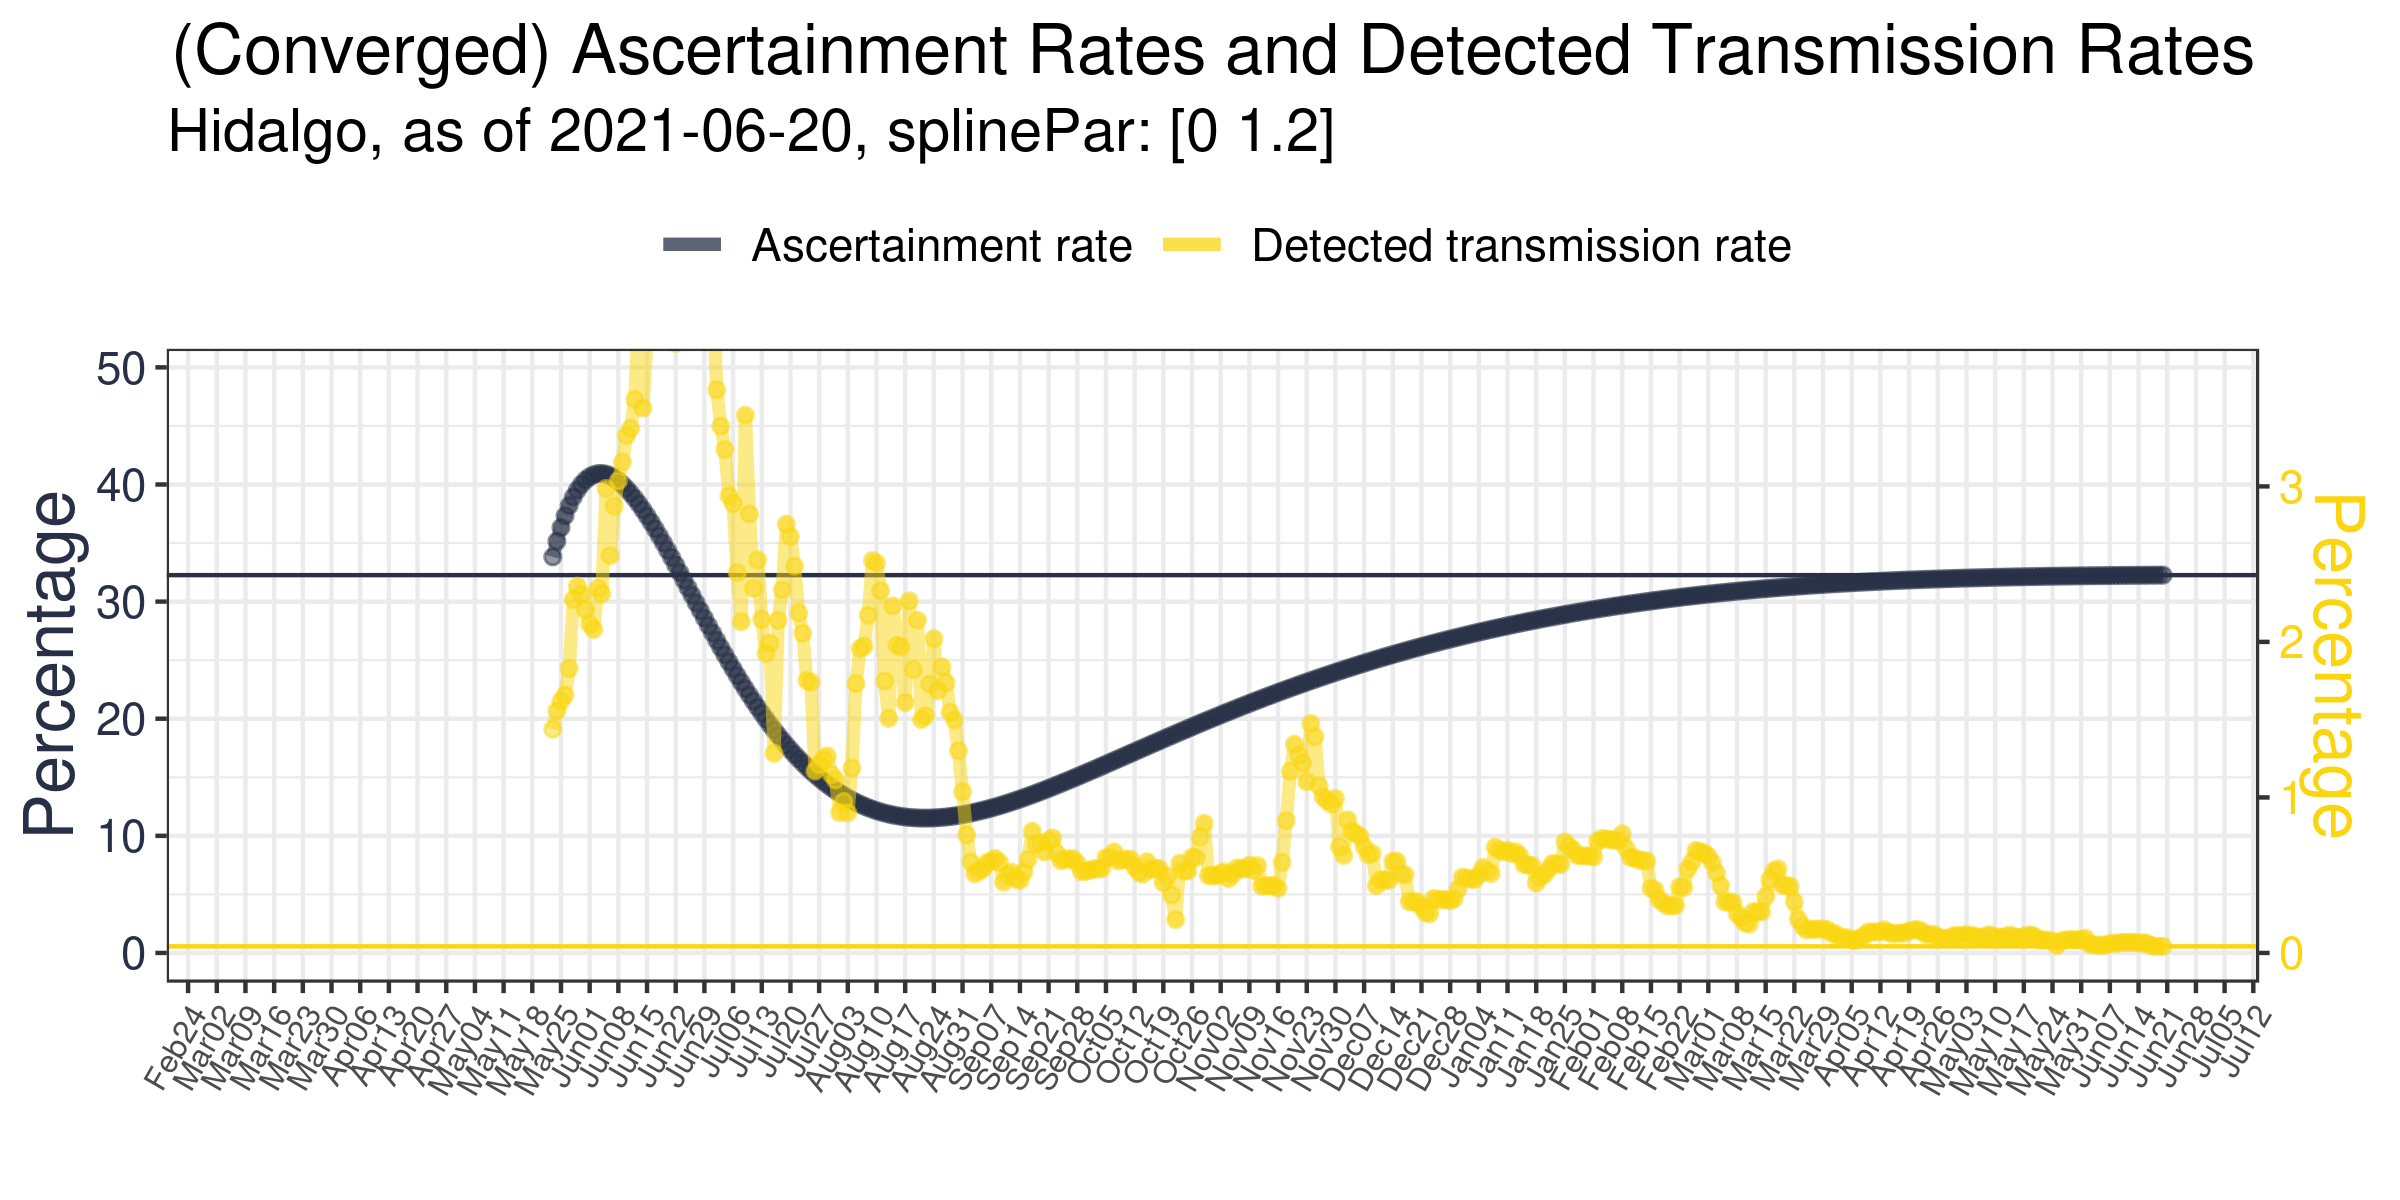 (Converged) Ascertainment Rates and Detected Transmission Rates
Hidalgo, as of 2021-06-20, splinePar: [0 1.2]
Ascertainment rate
Detected transmission rate
Percentage
50
40
30
20
10
0
3
2
1
0
Percentage
Feb24
Mar02
Mar09
Mar16
Mar23
Mar30
Apr06
Apr13
Apr20
Apr27
May04
May11
May18
May25
Jun01
Jun08
Jun15
Jun22
Jun29
Jul06
Jul13
Jul20
Jul27
Aug03
Aug10
Aug17
Aug24
Aug31
Sep07
Sep14
Sep21
Sep28
Oct05
Oct12
Oct19
Oct26
Nov02
Nov09
Nov16
Nov23
Nov30
Dec07
Dec14
Dec21
Dec28
Jan04
Jan11
Jan18
Jan25
Feb01
Feb08
Feb15
Feb22
Mar01
Mar08
Mar15
Mar22
Mar29
Apr05
Apr12
Apr19
Apr26
May03
May10
May17
May24
May31
Jun07
Jun14
Jun21
Jun28
Jul05
Jul12